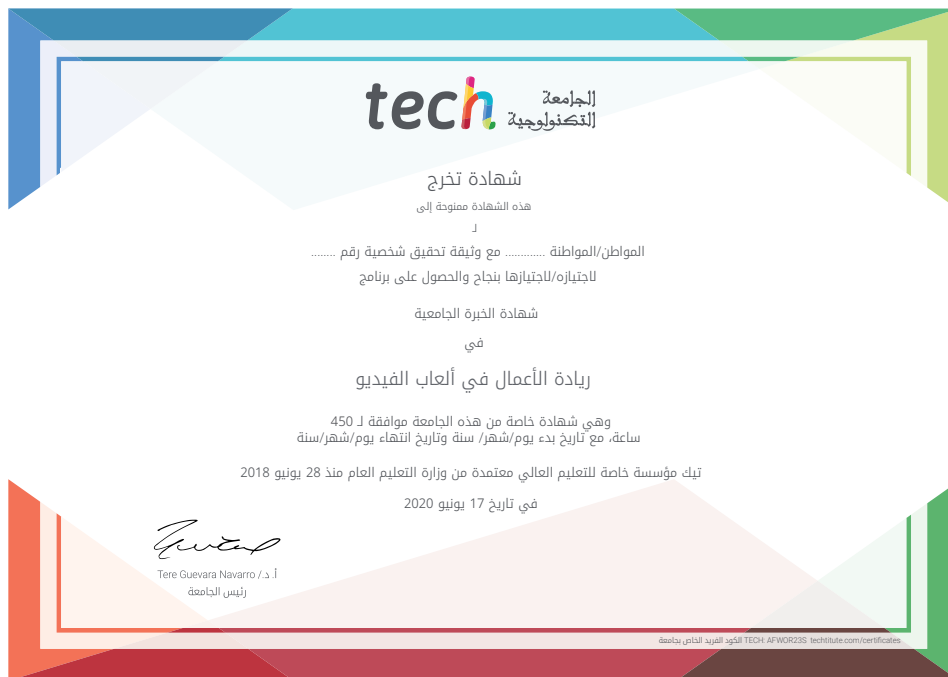 tech الجامعة
التكنولوجية
شهادة تخرج
هذه الشهادة ممنوحة إلى
لـ
المواطن/المواطنة ............. مع وثيقة تحقيق شخصية رقم ........
لاجتيازه/لاجتيازها بنجاح والحصول على برنامج
شهادة الخبرة الجامعية
في
ريادة الأعمال في ألعاب الفيديو
وهي شهادة خاصة من هذه الجامعة موافقة لـ 450
ساعة، مع تاريخ بدء يوم/شهر/ سنة وتاريخ انتهاء يوم/شهر/سنة
تيك مؤسسة خاصة للتعليم العالي معتمدة من وزارة التعليم العام منذ 28 يونيو 2018
في تاريخ 17 يونيو 2020
أ. د./ Tere Guevara Navarro
رئيس الجامعة
الكود الفريد الخاص بجامعة TECH: AFWOR23S techtitute.com/certificates